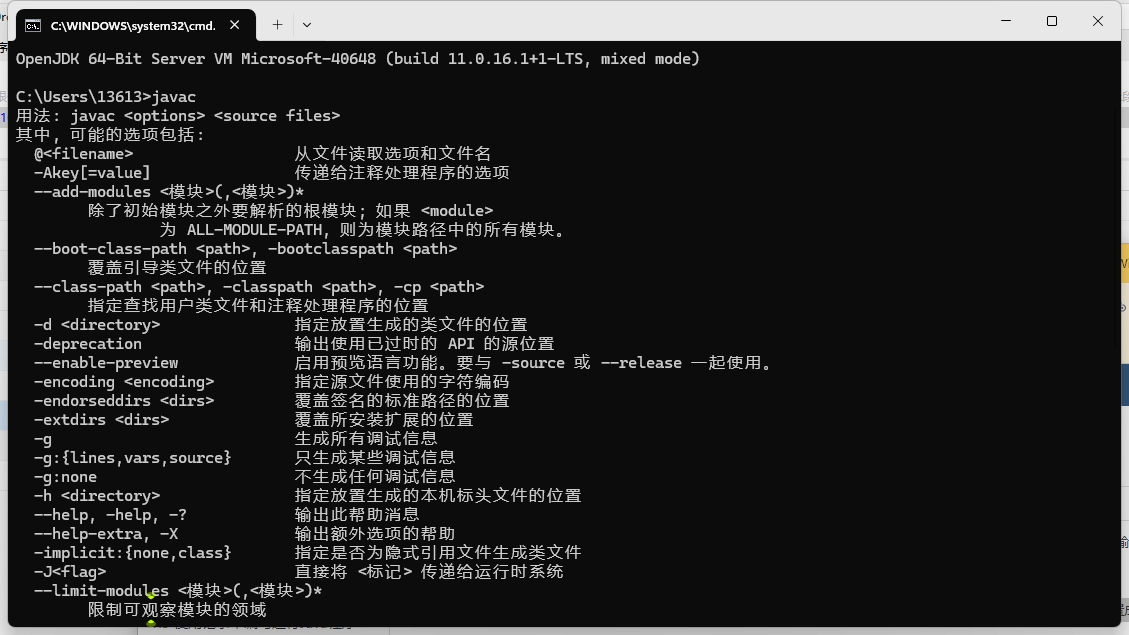 C:\WINDOWS\system32\cmd.
OpenJDK 64-Bit Server VM Microsoft-40648 (build 11.0.16.1+1-LTS, mixed mode)
C:\Users\13613>javac
用法: javac <options> <source files>
其中, 可能的选项包括:
@<filename> 从文件读取选项和文件名
-Akey[=value] 传递给注释处理程序的选项
--add-modules <模块>(,<模块>)*
除了初始模块之外要解析的根模块; 如果 <module>
为 ALL-MODULE-PATH, 则为模块路径中的所有模块。
--boot-class-path <path>, -bootclasspath <path>
覆盖引导类文件的位置
--class-path <path>, -classpath <path>, -cp <path>
指定查找用户类文件和注释处理程序的位置
-d <directory> 指定放置生成的类文件的位置
-deprecation 输出使用已过时的 API 的源位置
--enable-preview 启用预览语言功能。要与 -source 或 --release 一起使用。
-encoding <encoding> 指定源文件使用的字符编码
-endorseddirs <dirs> 覆盖签名的标准路径的位置
-extdirs <dirs> 覆盖所安装扩展的位置
-g 生成所有调试信息
-g:{lines,vars,source} 只生成某些调试信息
-g:none 不生成任何调试信息
-h <directory> 指定放置生成的本机标头文件的位置
--help, -help, -? 输出此帮助消息
--help-extra, -X 输出额外选项的帮助
-implicit:{none,class} 指定是否为隐式引用文件生成类文件
-J<flag> 直接将 <标记> 传递给运行时系统
--limit-modules <模块>(,<模块>)*
限制可观察模块的领域